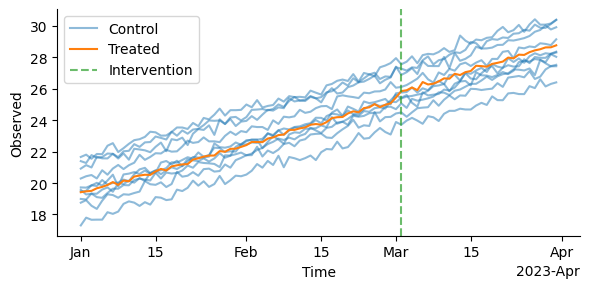 Control
Treated
Intervention
Observed
30
28
26
24
22
20
18
Jan
15
Feb
15
Mar
15
Apr
Time
2023-Apr